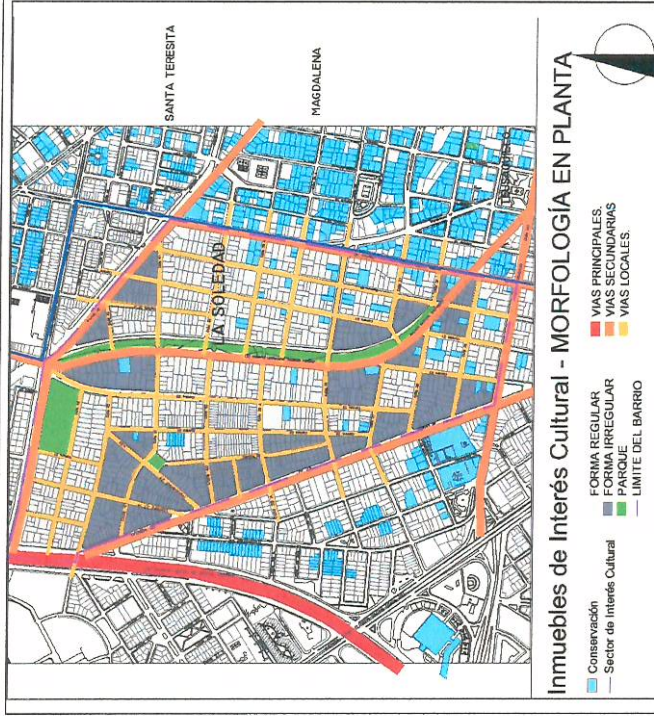 SANTA TERESITA
MAGDALENA
LA SOLEDAD
TEUSAQUILLO
Inmuebles de Interés Cultural - MORFOLOGÍA EN PLANTA
Conservación
Sector de Interés Cultural
FORMA REGULAR
FORMA IRREGULAR
PARQUE
LIMITE DEL BARRIO
VIAS PRINCIPALES.
VIAS SECUNDARIAS
VIAS LOCALES.